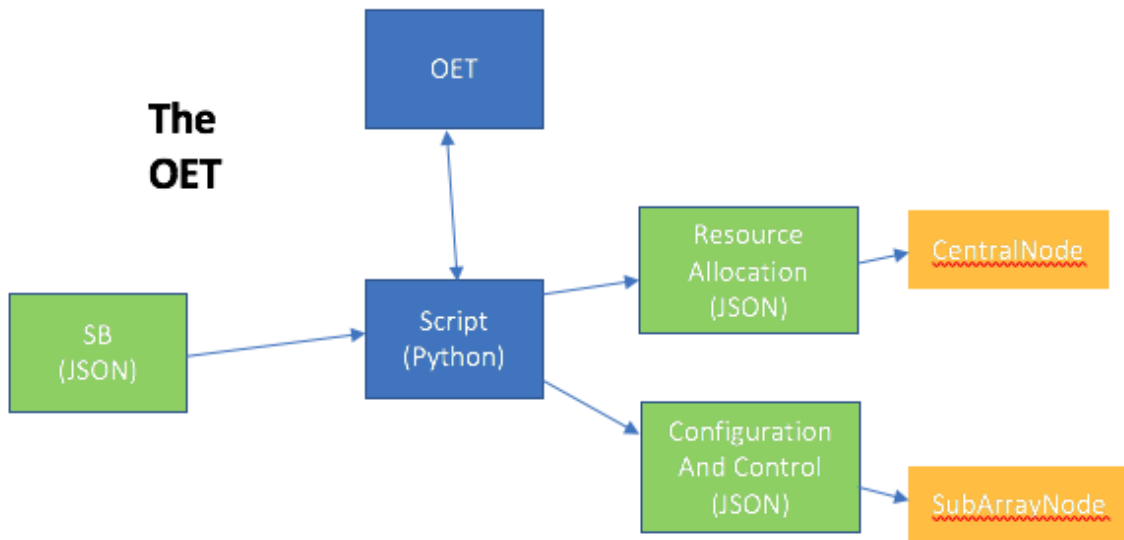 OET
The
OET
Resource
Allocation
(JSON)
CentralNode
SB
(JSON)
Script
(Python)
Configuration
And Control
(JSON)
SubArrayNode